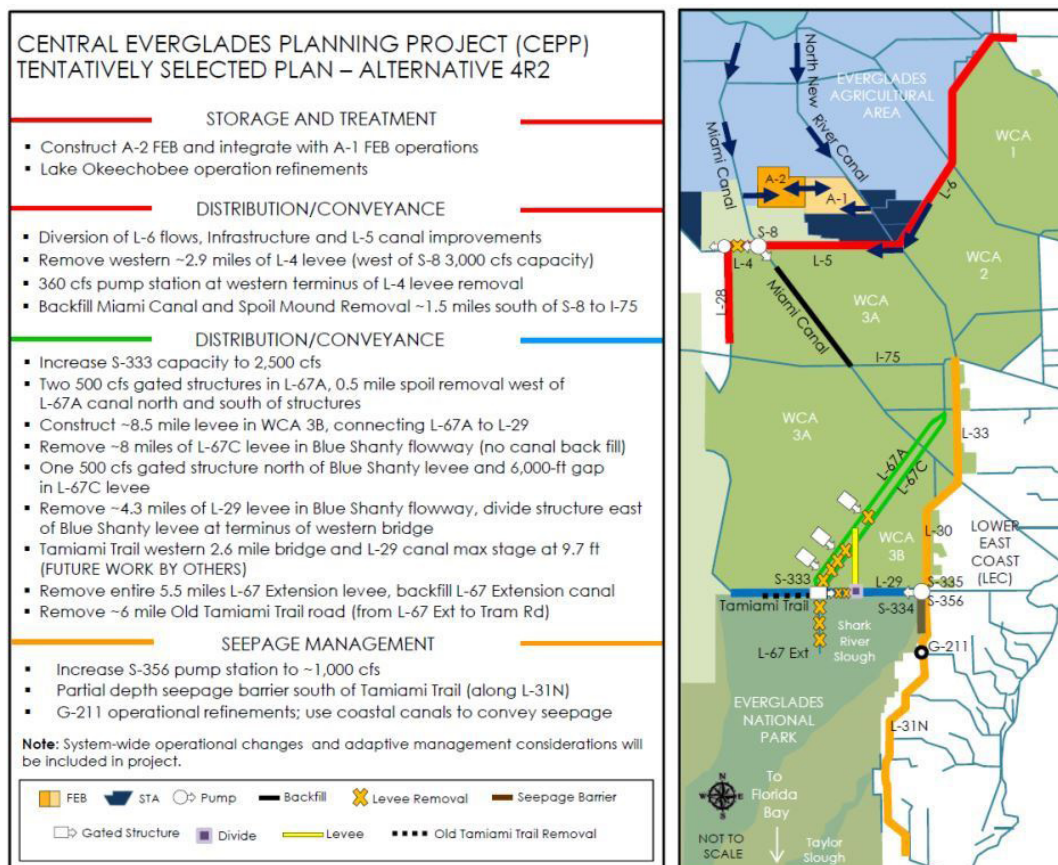 CENTRAL EVERGLADES PLANNING PROJECT (CEPP)
TENTATIVELY SELECTED PLAN – ALTERNATIVE 4R2
STORAGE AND TREATMENT
▪ Construct A-2 FEB and integrate with A-1 FEB operations
▪ Lake Okeechobee operation refinements
DISTRIBUTION/CONVEYANCE
▪ Diversion of L-6 flows, Infrastructure and L-5 canal improvements
▪ Remove western ~2.9 miles of L-4 levee (west of S-8 3,000 cfs capacity)
▪ 360 cfs pump station at western terminus of L-4 levee removal
▪ Backfill Miami Canal and Spoil Mound Removal ~1.5 miles south of S-8 to I-75
DISTRIBUTION/CONVEYANCE
▪ Increase S-333 capacity to 2,500 cfs
▪ Two 500 cfs gated structures in L-67A, 0.5 mile spoil removal west of
L-67A canal north and south of structures
▪ Construct ~8.5 mile levee in WCA 3B, connecting L-67A to L-29
▪ Remove ~8 miles of L-67C levee in Blue Shanty flowway (no canal back fill)
▪ One 500 cfs gated structure north of Blue Shanty levee and 6,000-ft gap
in L-67C levee
▪ Remove ~4.3 miles of L-29 levee in Blue Shanty flowway, divide structure east
of Blue Shanty levee at terminus of western bridge
▪ Tamiami Trail western 2.6 mile bridge and L-29 canal max stage at 9.7 ft
(FUTURE WORK BY OTHERS)
▪ Remove entire 5.5 miles L-67 Extension levee, backfill L-67 Extension canal
▪ Remove ~6 mile Old Tamiami Trail road (from L-67 Ext to Tram Rd)
SEEPAGE MANAGEMENT
▪ Increase S-356 pump station to ~1,000 cfs
▪ Partial depth seepage barrier south of Tamiami Trail (along L-31N)
▪ G-211 operational refinements; use coastal canals to convey seepage
Note: System-wide operational changes and adaptive management considerations will
be included in project.
FEB
STA
Pump
Backfill
Levee Removal
Seepage Barrier
Gated Structure
Divide
Levee
Old Tamiami Trail Removal
North New
River Canal
EVERGLADES
AGRICULTURAL
AREA
WCA
1
Miami Canal
A-2
A-1
L-6
S-8
L-4
L-5
WCA
2
L-28
Miami Canal
WCA
3A
I-75
WCA
3A
L-33
L-67A
L-67C
L-30
LOWER
EAST
COAST
(LEC)
WCA
3B
S-333
L-29
S-335
Tamiami Trail
S-334
S-356
Shark
River
Slough
L-67 Ext
G-211
EVERGLADES
NATIONAL
PARK
L-31N
N
W
E
S
To
Florida
Bay
NOT TO
SCALE
Taylor
Slough